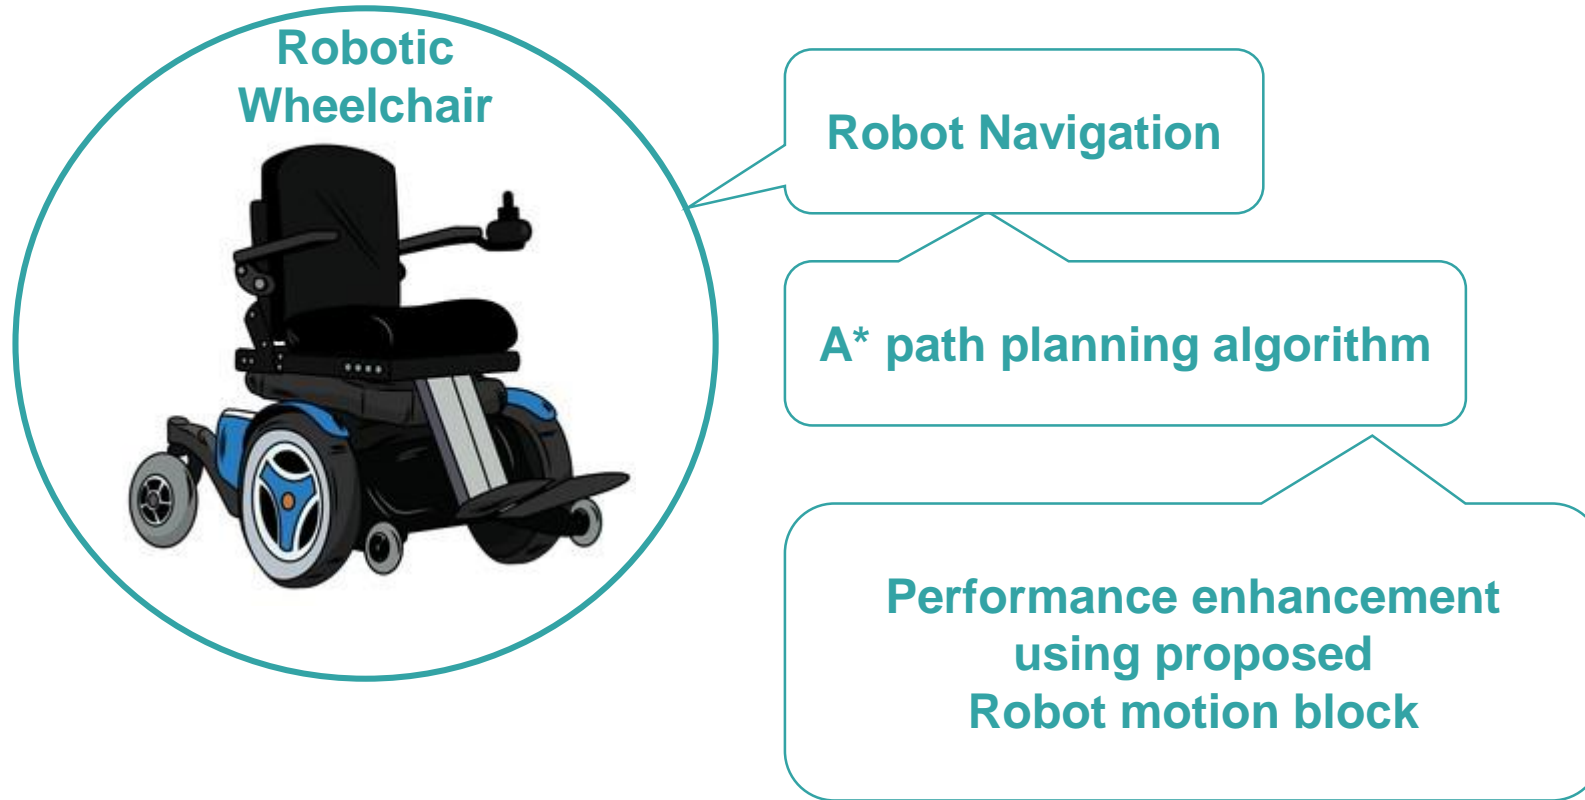 Robotic
Wheelchair
Robot Navigation
A* path planning algorithm
Performance enhancement
using proposed
Robot motion block